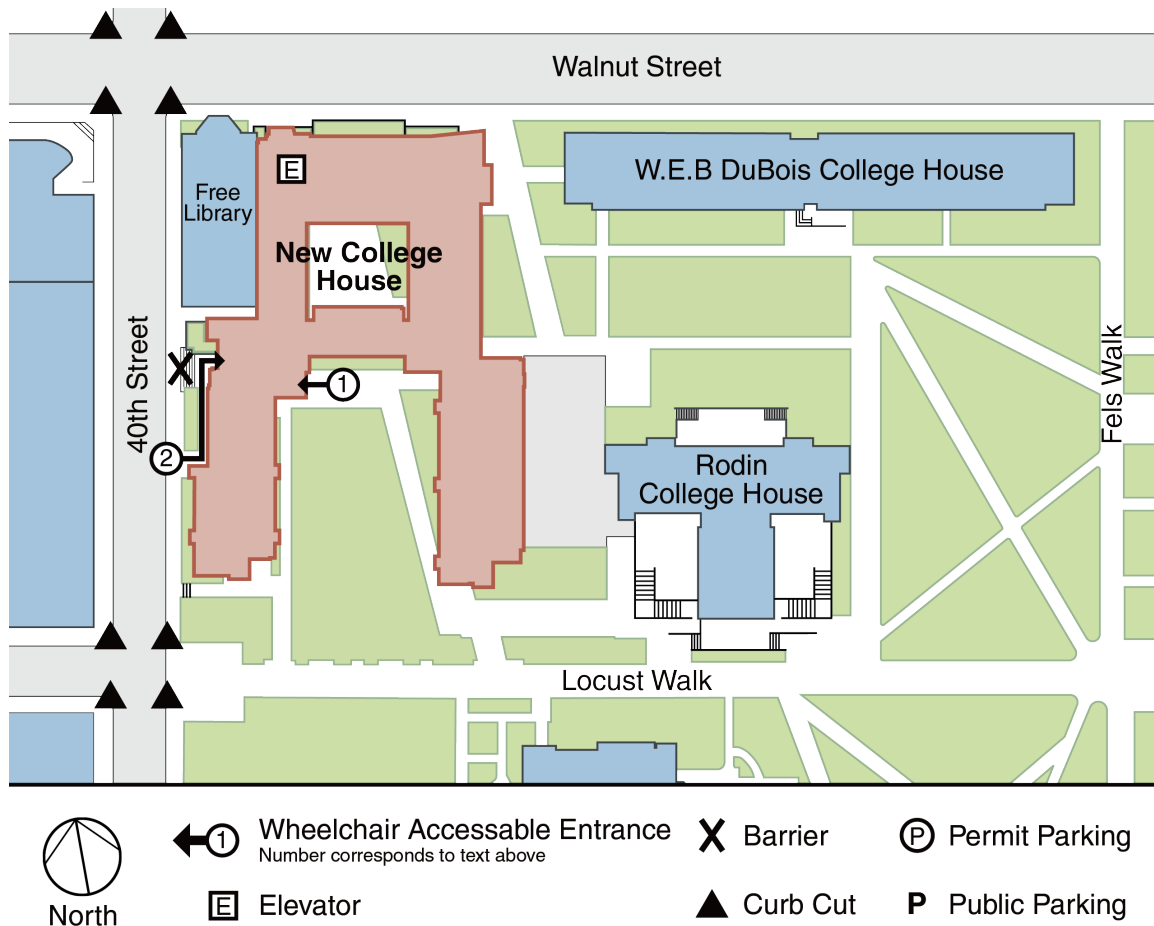 Walnut Street
W.E.B DuBois College House
Free
Library
E
New College
House
40th Street
Fels Walk
1
2
Rodin
College House
Locust Walk
1
Wheelchair Accessable Entrance
Number corresponds to text above
Barrier
P
Permit Parking
North
E
Elevator
Curb Cut
P
Public Parking